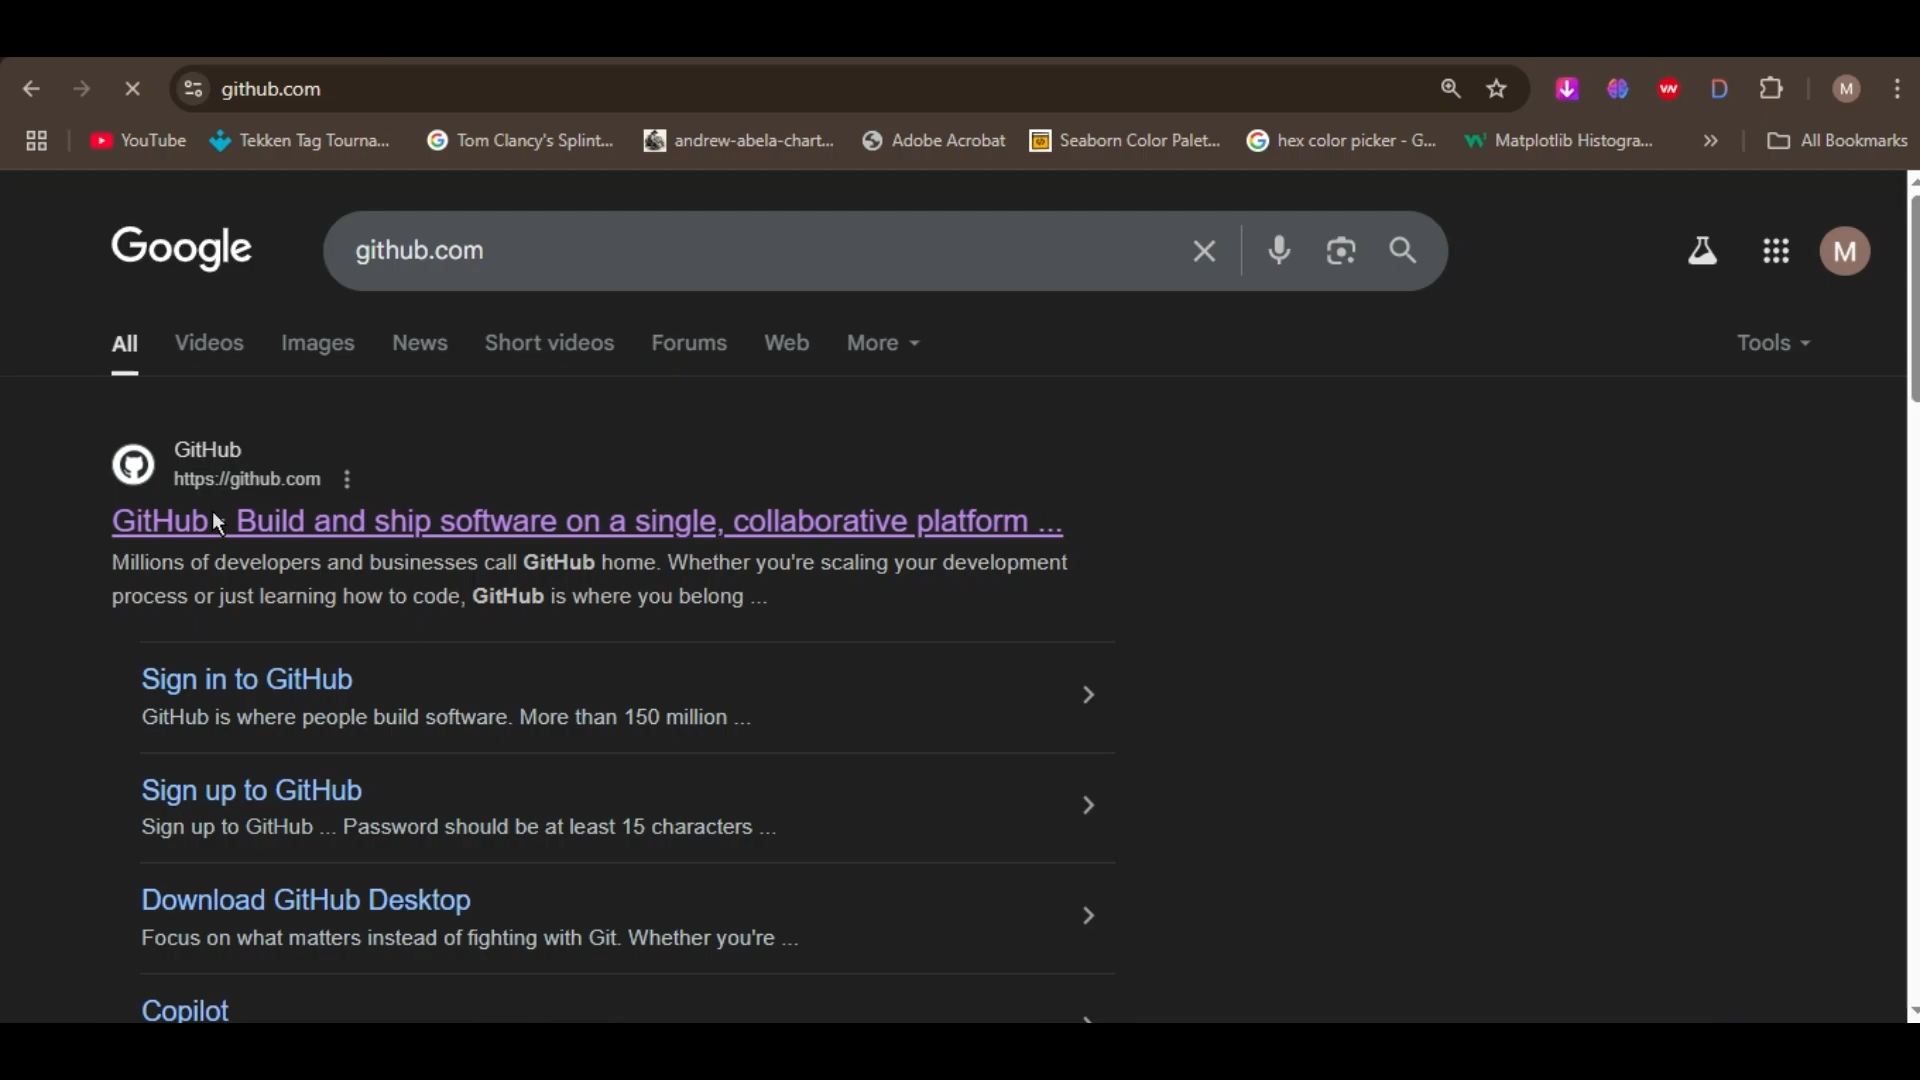 github.com
M
YouTube
Tekken Tag Tourna...
Tom Clancy's Splint...
andrew-abela-chart...
Adobe Acrobat
Seaborn Color Palet...
hex color picker - G...
Matplotlib Histogra...
All Bookmarks
Google
github.com
M
All
Videos
Images
News
Short videos
Forums
Web
More
Tools
GitHub
https://github.com
GitHub · Build and ship software on a single, collaborative platform ...
Millions of developers and businesses call GitHub home. Whether you're scaling your development
process or just learning how to code, GitHub is where you belong ...
Sign in to GitHub
GitHub is where people build software. More than 150 million ...
Sign up to GitHub
Sign up to GitHub ... Password should be at least 15 characters ...
Download GitHub Desktop
Focus on what matters instead of fighting with Git. Whether you're ...
Copilot